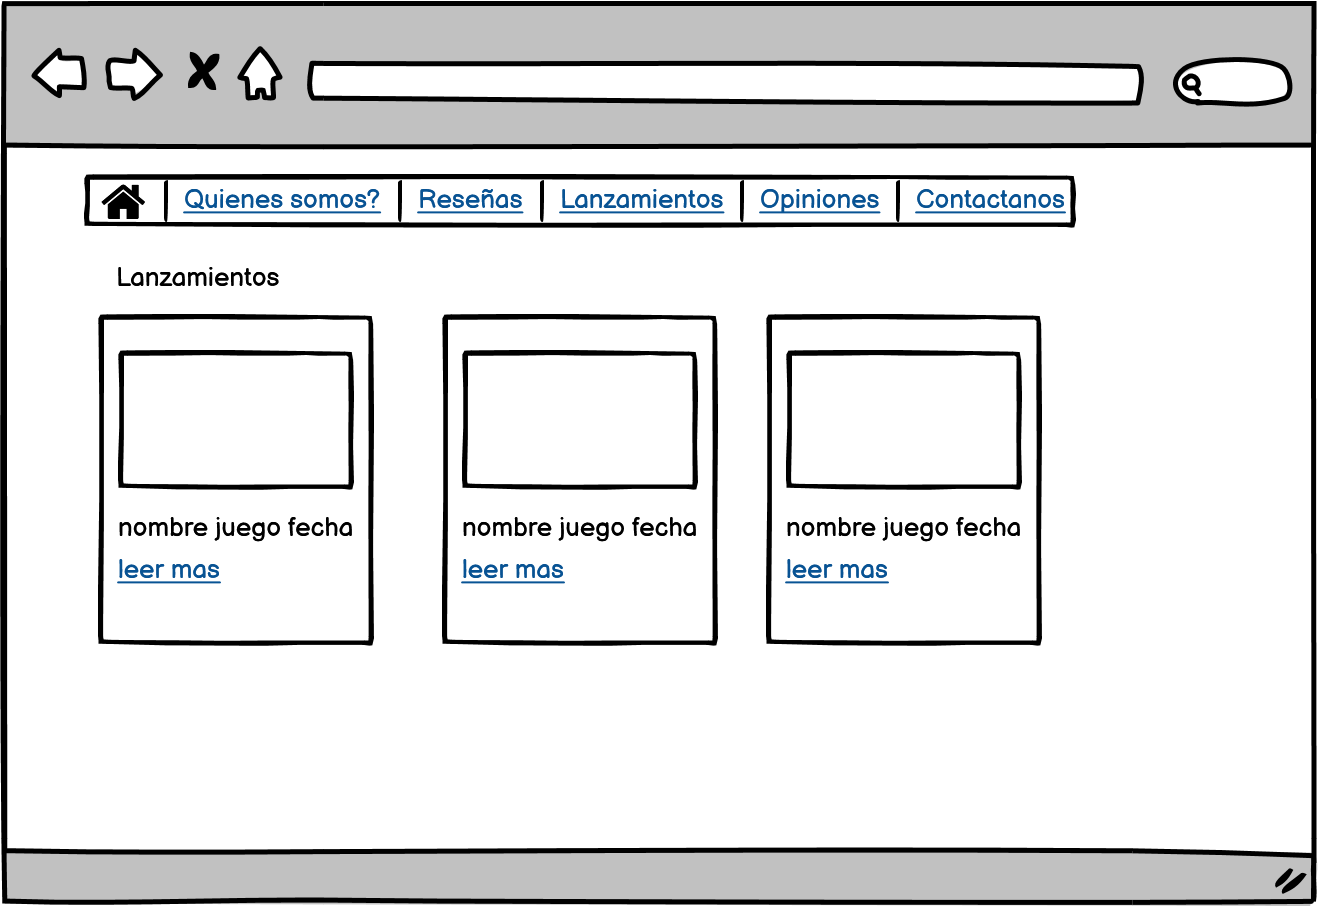 Quienes somos? Reseñas Lanzamientos Opiniones Contactanos
Lanzamientos
nombre juego fecha nombre juego fecha nombre juego fecha
leer mas leer mas leer mas